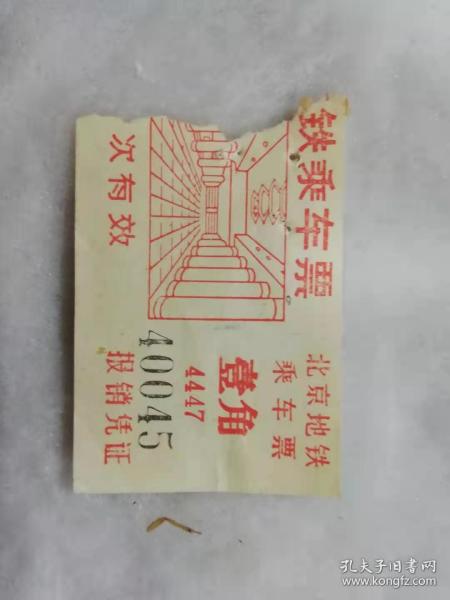 铁乘车票
次有效
北京地铁
乘车票
壹角
4447
40045
报销凭证
孔夫子旧书网
www.kongfz.com